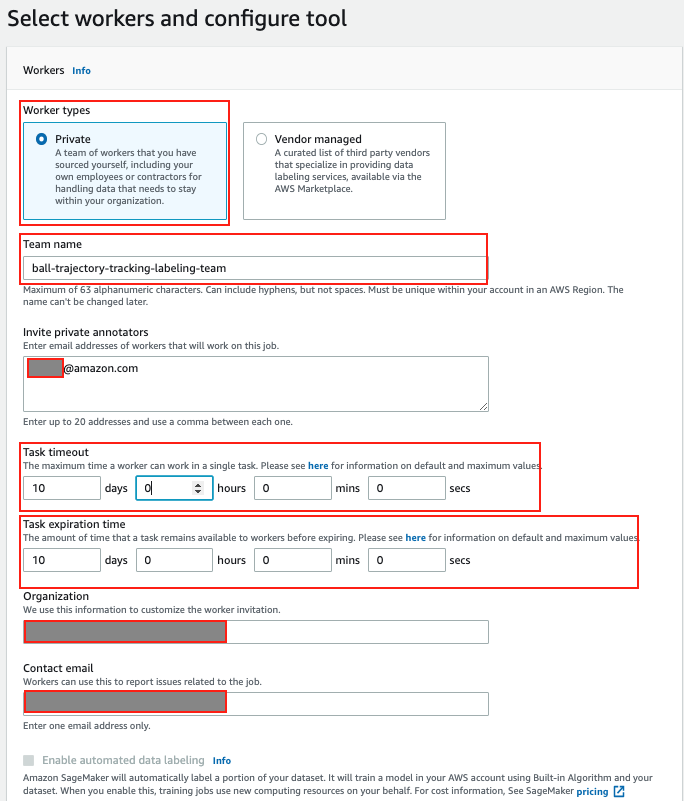 Select workers and configure tool
Workers Info
Worker types
Private
A team of workers that you have
sourced yourself, including your
own employees or contractors for
handling data that needs to stay
within your organization.
Vendor managed
A curated list of third party vendors
that specialize in providing data
labeling services, available via the
AWS Marketplace.
Team name
ball-trajectory-tracking-labeling-team
Maximum of 63 alphanumeric characters. Can include hyphens, but not spaces. Must be unique within your account in an AWS Region. The
name can't be changed later.
Invite private annotators
Enter email addresses of workers that will work on this job.
@amazon.com
Enter up to 20 addresses and use a comma between each one.
Task timeout
The maximum time a worker can work in a single task. Please see here for information on default and maximum values.
10 days 0 hours 0 mins 0 secs
Task expiration time
The amount of time that a task remains available to workers before expiring. Please see here for information on default and maximum values.
10 days 0 hours 0 mins 0 secs
Organization
We use this information to customize the worker invitation.
Contact email
Workers can use this to report issues related to the job.
Enter one email address only.
Enable automated data labeling Info
Amazon SageMaker will automatically label a portion of your dataset. It will train a model in your AWS account using Built-in Algorithm and your
dataset. When you enable this, training jobs use new computing resources on your behalf. For cost information, See SageMaker pricing